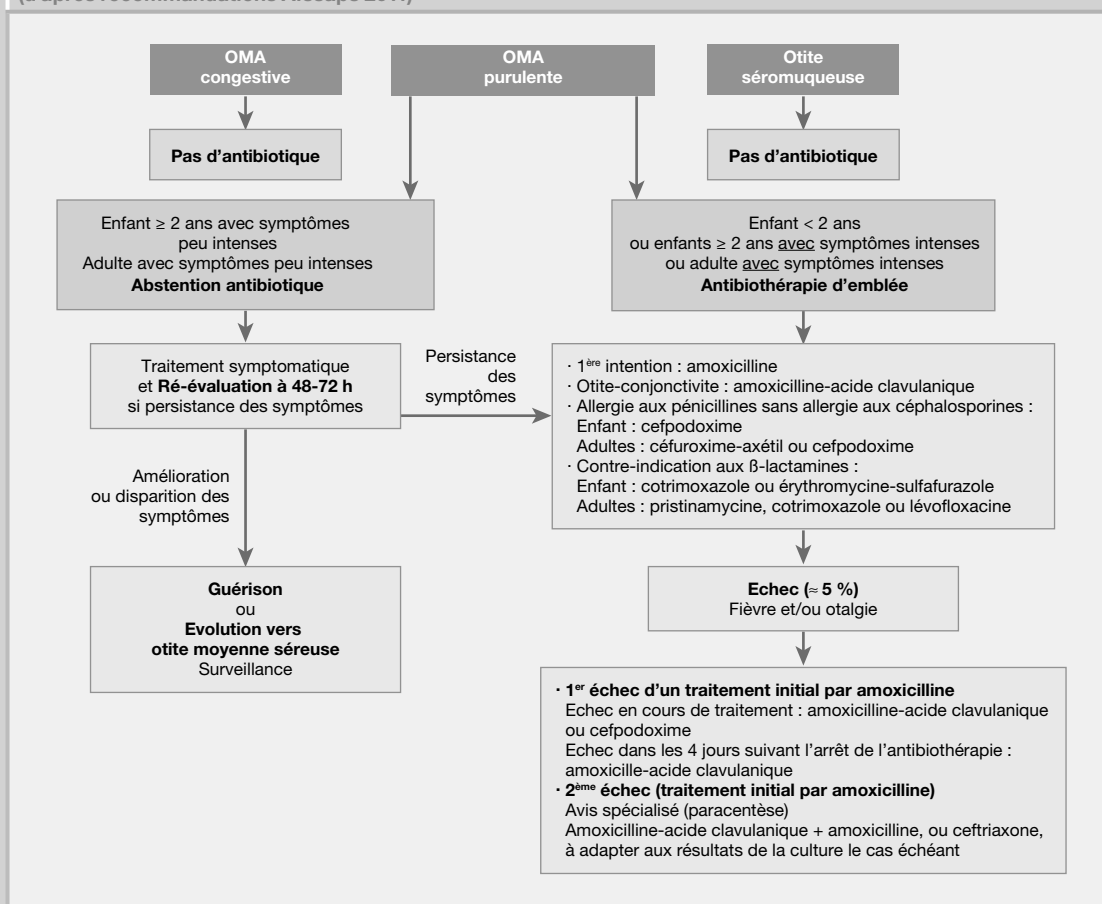 OMA
congestive
OMA
purulente
Otite
séromuqueuse
Pas d'antibiotique
Pas d'antibiotique
Enfant ≥ 2 ans avec symptômes
peu intenses
Adulte avec symptômes peu intenses
Abstention antibiotique
Enfant < 2 ans
ou enfants ≥ 2 ans avec symptômes intenses
ou adulte avec symptômes intenses
Antibiothérapie d'emblée
Traitement symptomatique
et Ré-évaluation à 48-72 h
si persistance des symptômes
Persistance
des
symptômes
· 1ère intention : amoxicilline
· Otite-conjonctivite : amoxicilline-acide clavulanique
· Allergie aux pénicillines sans allergie aux céphalosporines :
Enfant : cefpodoxime
Adultes : céfuroxime-axétil ou cefpodoxime
· Contre-indication aux ß-lactamines :
Enfant : cotrimoxazole ou érythromycine-sulfafurazole
Adultes : pristinamycine, cotrimoxazole ou lévofloxacine
Amélioration
ou disparition des
symptômes
Guérison
ou
Evolution vers
otite moyenne séreuse
Surveillance
Echec (≈ 5 %)
Fièvre et/ou otalgie
· 1er échec d'un traitement initial par amoxicilline
Echec en cours de traitement : amoxicilline-acide clavulanique
ou cefpodoxime
Echec dans les 4 jours suivant l'arrêt de l'antibiothérapie :
amoxicille-acide clavulanique
· 2ème échec (traitement initial par amoxicilline)
Avis spécialisé (paracentèse)
Amoxicilline-acide clavulanique + amoxicilline, ou ceftriaxone,
à adapter aux résultats de la culture le cas échéant